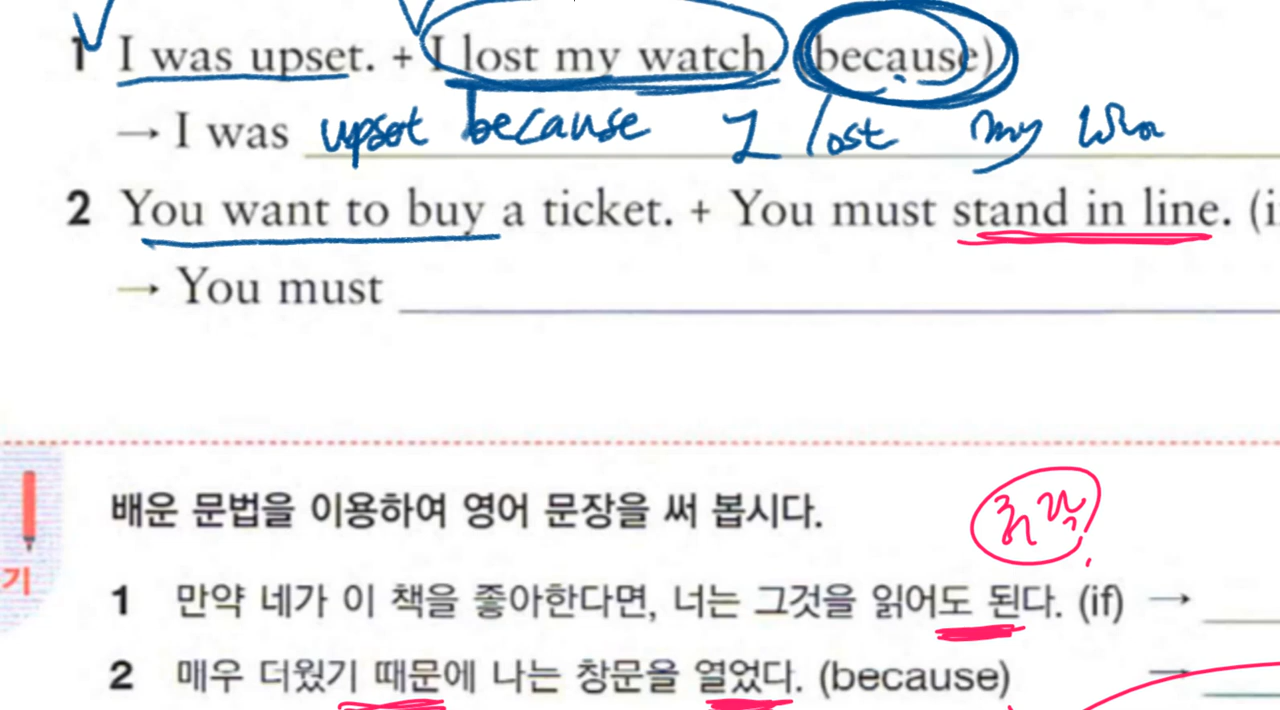 1 I was upset. + I lost my watch. (because)
→ I was upset because I lost my
2 You want to buy a ticket. + You must stand in line. (i
→ You must
배운 문법을 이용하여 영어 문장을 써 봅시다.
허락
기
1 만약 네가 이 책을 좋아한다면, 너는 그것을 읽어도 된다. (if) →
2 매우 더웠기 때문에 나는 창문을 열었다. (because) →